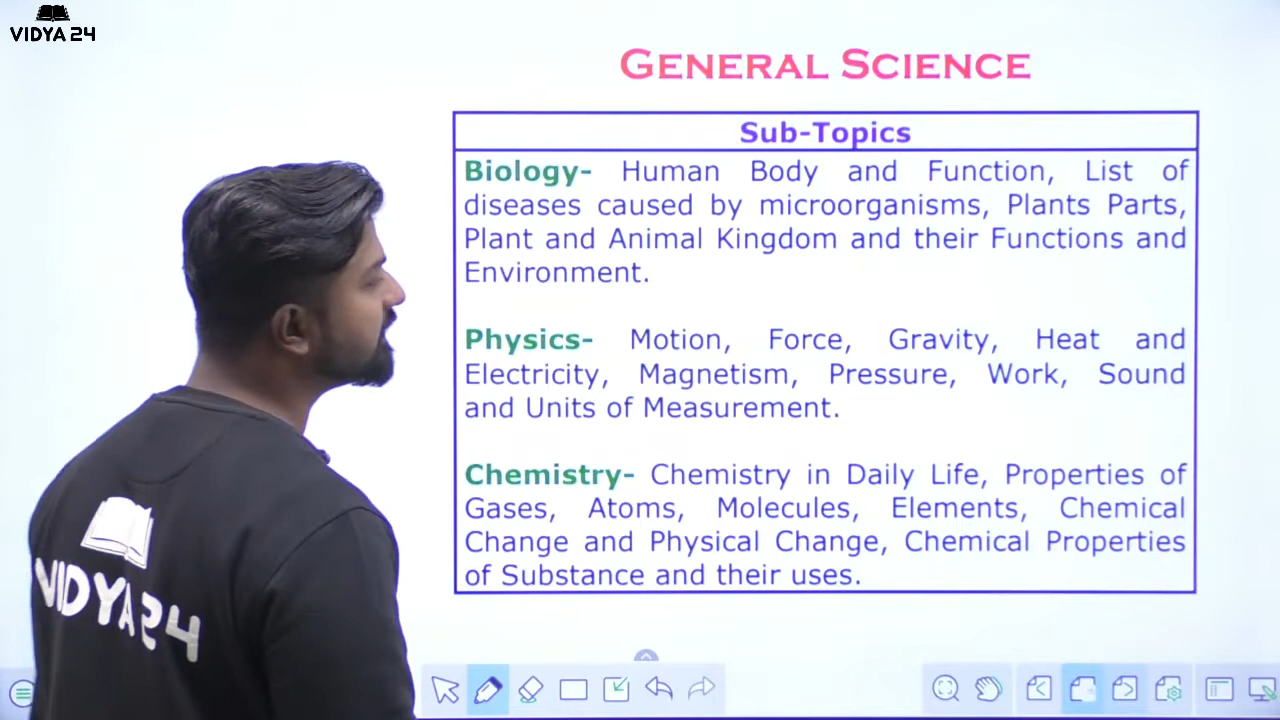 VIDYA 24
GENERAL SCIENCE
Sub-Topics
Biology- Human Body and Function, List of
diseases caused by microorganisms, Plants Parts,
Plant and Animal Kingdom and their Functions and
Environment.
Physics- Motion, Force, Gravity, Heat and
Electricity, Magnetism, Pressure, Work, Sound
and Units of Measurement.
Chemistry- Chemistry in Daily Life, Properties of
Gases, Atoms, Molecules, Elements, Chemical
Change and Physical Change, Chemical Properties
of Substance and their uses.
VIDYA 24